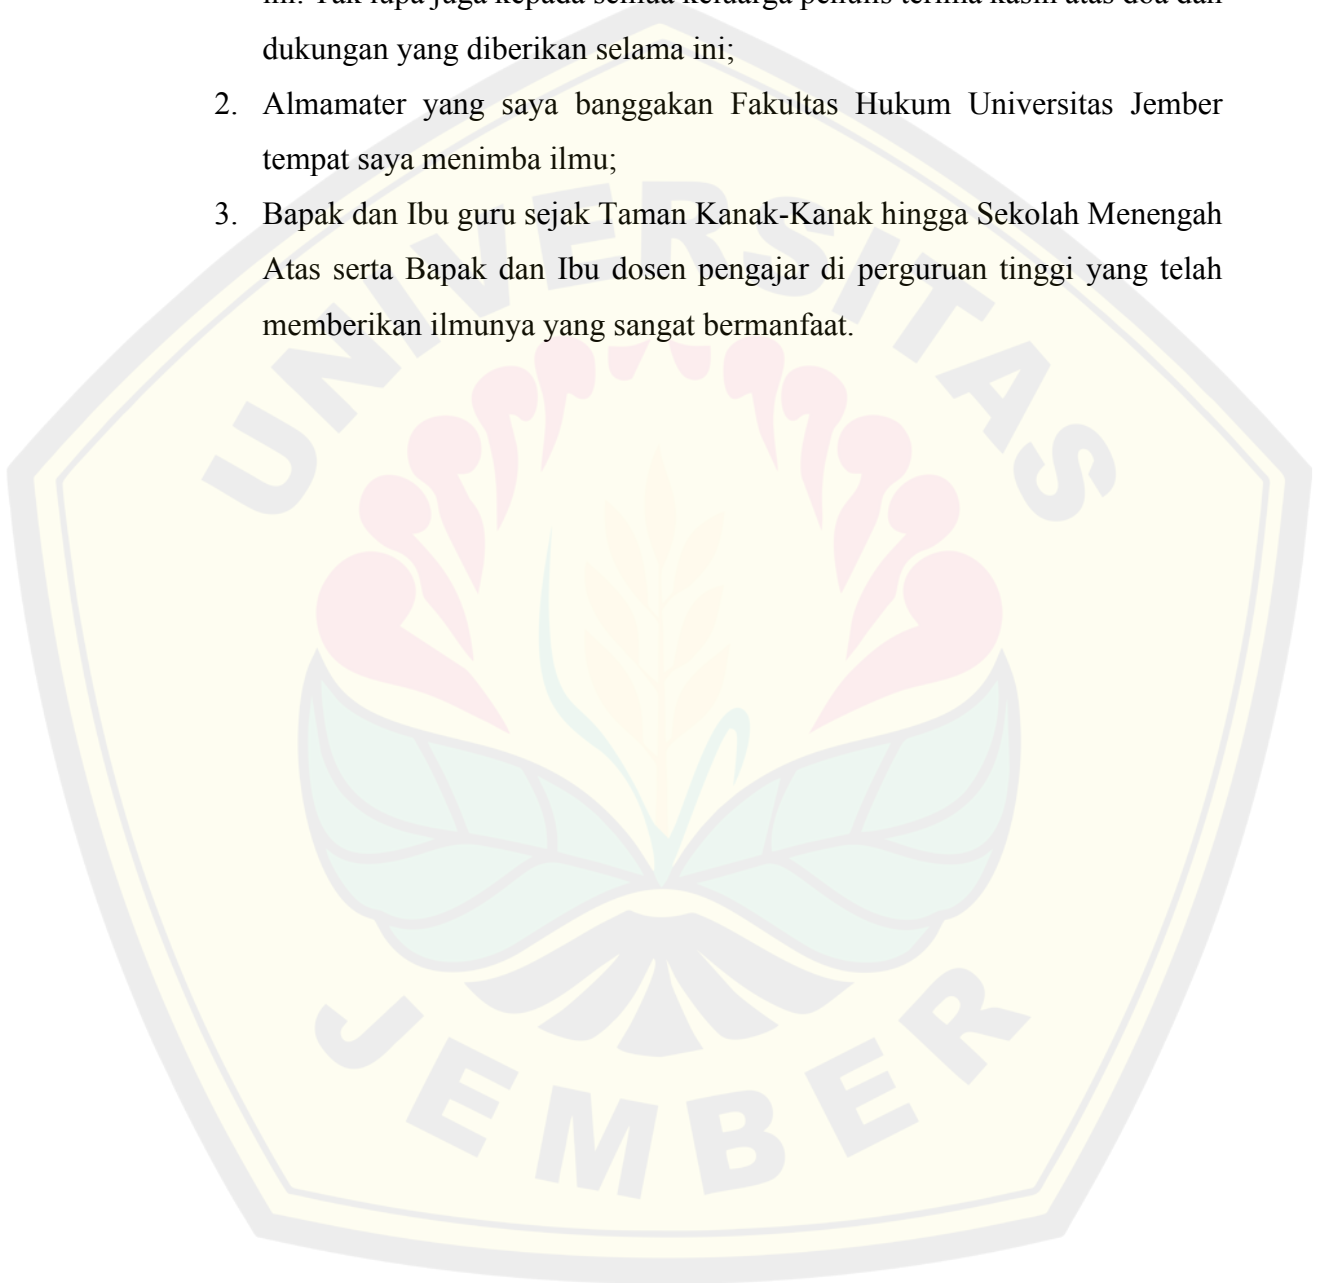 ini. Tak lupa juga kepada semua keluarga penulis terima kasih atas doa dan
dukungan yang diberikan selama ini;
2. Almamater yang saya banggakan Fakultas Hukum Universitas Jember
tempat saya menimba ilmu;
3. Bapak dan Ibu guru sejak Taman Kanak-Kanak hingga Sekolah Menengah
Atas serta Bapak dan Ibu dosen pengajar di perguruan tinggi yang telah
memberikan ilmunya yang sangat bermanfaat.
UNIVERSITAS
JEMBER